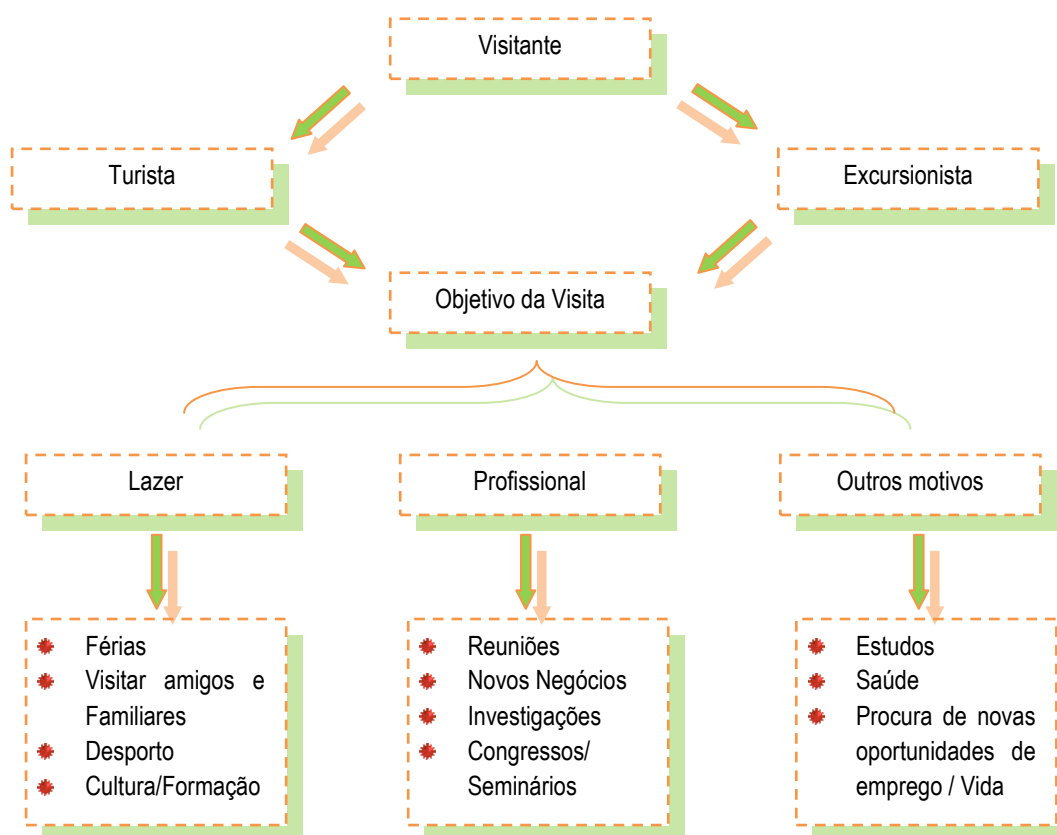 Visitante
Turista
Excursionista
Objetivo da Visita
Lazer
Profissional
Outros motivos
Férias
Visitar amigos e
Familiares
Desporto
Cultura/Formação
Reuniões
Novos Negócios
Investigações
Congressos/
Seminários
Estudos
Saúde
Procura de novas
oportunidades de
emprego / Vida